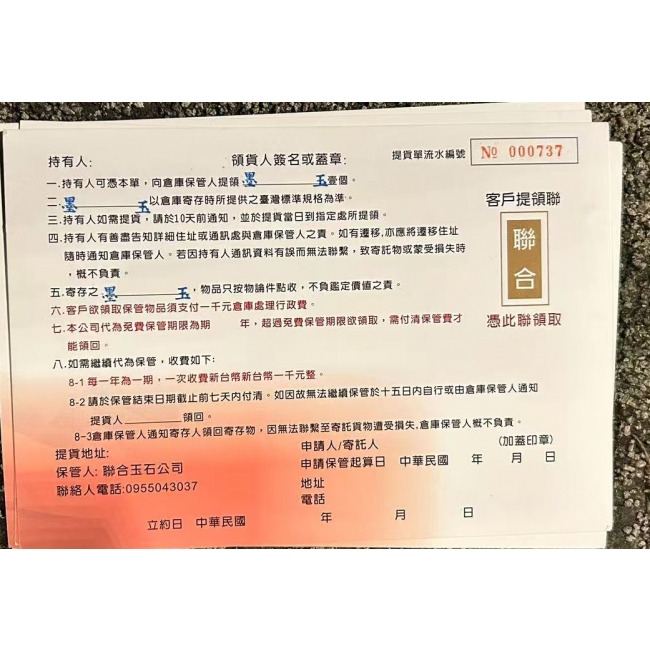 持有人: 領貨人簽名或蓋章: 提貨單流水編號 № 000737
一.持有人可憑本單,向倉庫保管人提領 墨玉 壹個。
二.墨玉 以倉庫寄存時所提供之臺灣標準規格為準。
三.持有人如需提貨,請於10天前通知,並於提貨當日到指定處所提領。
四.持有人有善盡告知詳細住址或通訊處與倉庫保管人之責。如有遷移,亦應將遷移住址
隨時通知倉庫保管人。若因持有人通訊資料有誤而無法聯繫,致寄託物或蒙受損失時
,概不負責。
五.寄存之 墨玉 ,物品只按物論件點收,不負鑑定價值之責。
六.客戶欲領取保管物品須支付一千元倉庫處理行政費。
七.本公司代為免費保管期限為期 年,超過免費保管期限欲領取,需付清保管費才
能領回。
八.如需繼續代為保管,收費如下:
8-1 每一年為一期,一次收費新台幣新台幣一千元整。
8-2 請於保管結束日期截止前七天内付清。如因故無法繼續保管於十五日内自行或由倉庫保管人通知
提貨人________領回。
8-3倉庫保管人通知寄存人領回寄存物,因無法聯繫至寄託貨物遭受損失,倉庫保管人概不負責。
客戶提領聯
聯合
憑此聯領取
提貨地址:
保管人: 聯合玉石公司
聯絡人電話:0955043037
申請人/寄託人 (加蓋印章)
申請保管起算日 中華民國 年 月 日
地址
電話
立約日 中華民國 年 月 日